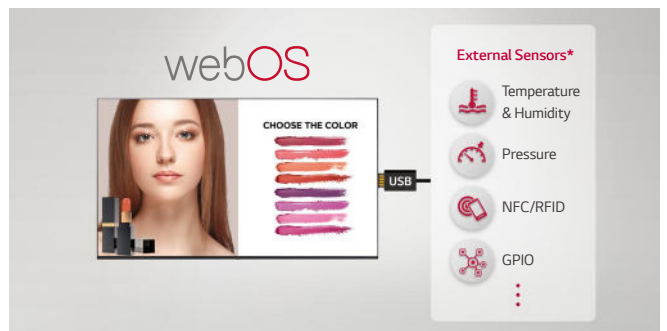 webOS
External Sensors*
Temperature
& Humidity
CHOOSE THE COLOR
Pressure
USB
NFC/RFID
GPIO